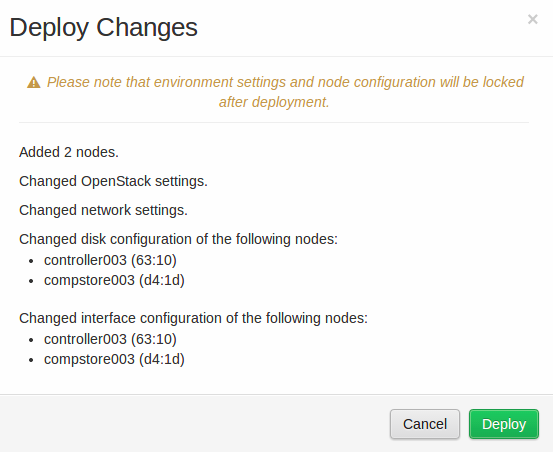 Deploy Changes
×
Please note that environment settings and node configuration will be locked
after deployment.
Added 2 nodes.
Changed OpenStack settings.
Changed network settings.
Changed disk configuration of the following nodes:
• controller003 (63:10)
• compstore003 (d4:1d)
Changed interface configuration of the following nodes:
• controller003 (63:10)
• compstore003 (d4:1d)
Cancel Deploy